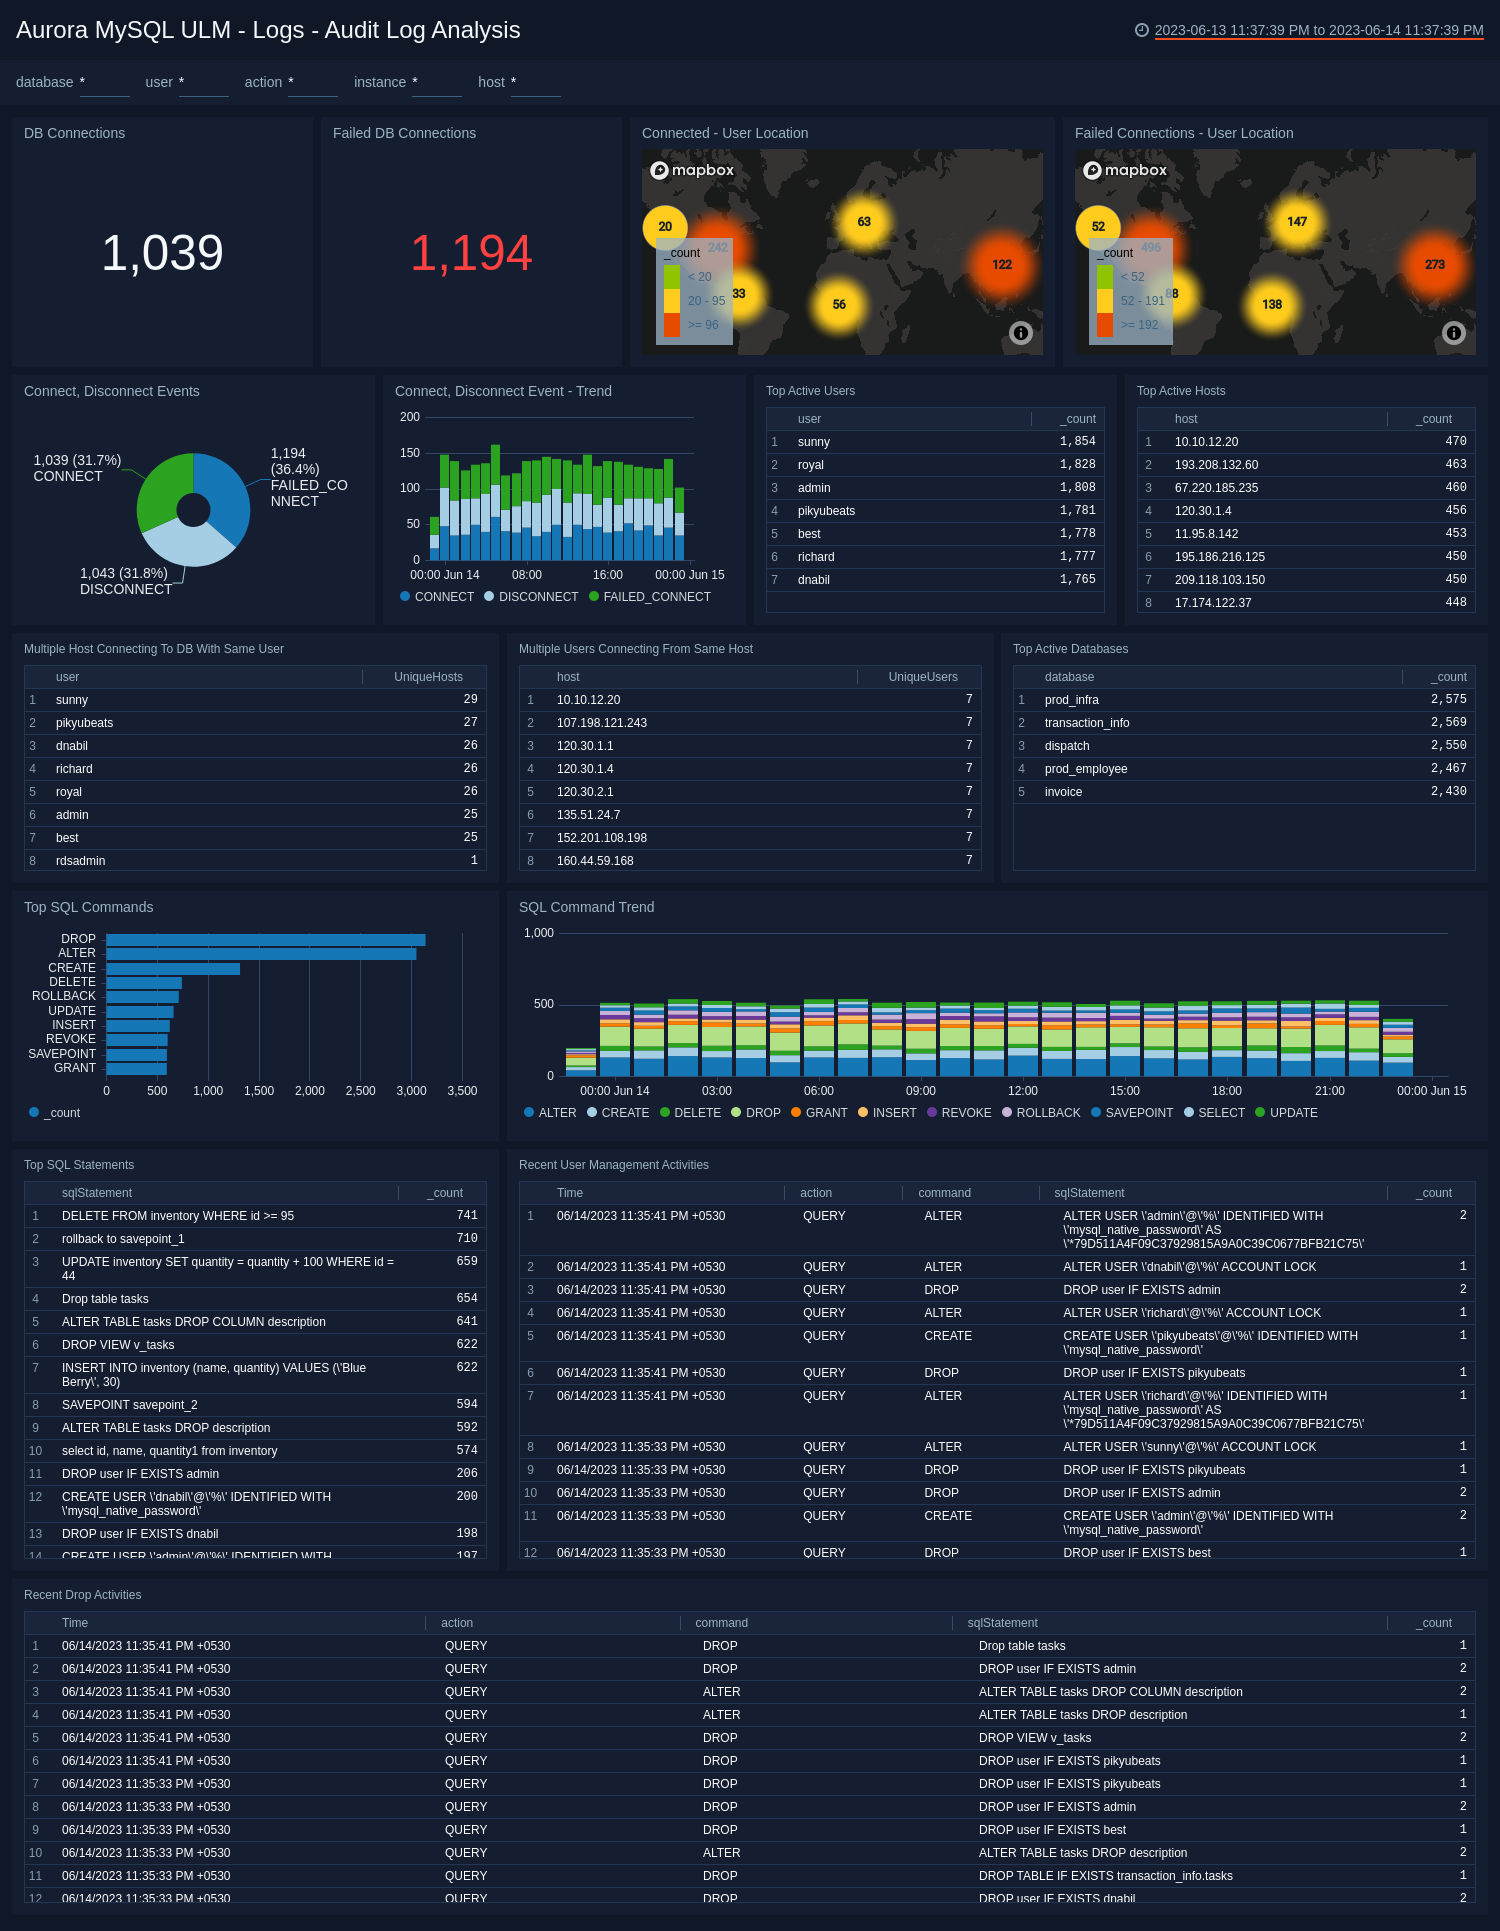 Aurora MySQL ULM - Logs - Audit Log Analysis
2023-06-13 11:37:39 PM to 2023-06-14 11:37:39 PM
database * user * action * instance * host *
DB Connections
1,039
Failed DB Connections
1,194
Connected - User Location
mapbox
20
242
63
122
33
56
_count
< 20
20 - 95
>= 96
Failed Connections - User Location
mapbox
52
496
147
273
138
_count
< 52
52 - 191
>= 192
Connect, Disconnect Events
1,039 (31.7%)
CONNECT
1,194
(36.4%)
FAILED_CO
NNECT
1,043 (31.8%)
DISCONNECT
Connect, Disconnect Event - Trend
200
150
100
50
0
00:00 Jun 14 08:00 16:00 00:00 Jun 15
CONNECT DISCONNECT FAILED_CONNECT
Top Active Users
user _count
1 sunny 1,854
2 royal 1,828
3 admin 1,808
4 pikyubeats 1,781
5 best 1,778
6 richard 1,777
7 dnabil 1,765
Top Active Hosts
host _count
1 10.10.12.20 470
2 193.208.132.60 463
3 67.220.185.235 460
4 120.30.1.4 456
5 11.95.8.142 453
6 195.186.216.125 450
7 209.118.103.150 450
8 17.174.122.37 448
Multiple Host Connecting To DB With Same User
user UniqueHosts
1 sunny 29
2 pikyubeats 27
3 dnabil 26
4 richard 26
5 royal 26
6 admin 25
7 best 25
8 rdsadmin 1
Multiple Users Connecting From Same Host
host UniqueUsers
1 10.10.12.20 7
2 107.198.121.243 7
3 120.30.1.1 7
4 120.30.1.4 7
5 120.30.2.1 7
6 135.51.24.7 7
7 152.201.108.198 7
8 160.44.59.168 7
Top Active Databases
database _count
1 prod_infra 2,575
2 transaction_info 2,569
3 dispatch 2,550
4 prod_employee 2,467
5 invoice 2,430
Top SQL Commands
DROP
ALTER
CREATE
DELETE
ROLLBACK
UPDATE
INSERT
REVOKE
SAVEPOINT
GRANT
0 500 1,000 1,500 2,000 2,500 3,000 3,500
_count
SQL Command Trend
1,000
500
0
00:00 Jun 14 03:00 06:00 09:00 12:00 15:00 18:00 21:00 00:00 Jun 15
ALTER CREATE DELETE DROP GRANT INSERT REVOKE ROLLBACK SAVEPOINT SELECT UPDATE
Top SQL Statements
sqlStatement _count
1 DELETE FROM inventory WHERE id >= 95 741
2 rollback to savepoint_1 710
3 UPDATE inventory SET quantity = quantity + 100 WHERE id = 659
44
4 Drop table tasks 654
5 ALTER TABLE tasks DROP COLUMN description 641
6 DROP VIEW v_tasks 622
7 INSERT INTO inventory (name, quantity) VALUES (\'Blue 622
Berry\', 30)
8 SAVEPOINT savepoint_2 594
9 ALTER TABLE tasks DROP description 592
10 select id, name, quantity1 from inventory 574
11 DROP user IF EXISTS admin 206
12 CREATE USER \'dnabil\'@\'%\' IDENTIFIED WITH 200
\'mysql_native_password\'
13 DROP user IF EXISTS dnabil 198
14 CREATE USER \'admin\'@\'%\' IDENTIFIED WITH 197
Recent User Management Activities
Time action command sqlStatement _count
1 06/14/2023 11:35:41 PM +0530 QUERY ALTER ALTER USER \'admin\'@\'%\' IDENTIFIED WITH 2
\'mysql_native_password\' AS
\'*79D511A4F09C37929815A9A0C39C0677BFB21C75\'
2 06/14/2023 11:35:41 PM +0530 QUERY ALTER ALTER USER \'dnabil\'@\'%\' ACCOUNT LOCK 1
3 06/14/2023 11:35:41 PM +0530 QUERY DROP DROP user IF EXISTS admin 2
4 06/14/2023 11:35:41 PM +0530 QUERY ALTER ALTER USER \'richard\'@\'%\' ACCOUNT LOCK 1
5 06/14/2023 11:35:41 PM +0530 QUERY CREATE CREATE USER \'pikyubeats\'@\'%\' IDENTIFIED WITH 1
\'mysql_native_password\'
6 06/14/2023 11:35:41 PM +0530 QUERY DROP DROP user IF EXISTS pikyubeats 1
7 06/14/2023 11:35:41 PM +0530 QUERY ALTER ALTER USER \'richard\'@\'%\' IDENTIFIED WITH 1
\'mysql_native_password\' AS
\'*79D511A4F09C37929815A9A0C39C0677BFB21C75\'
8 06/14/2023 11:35:33 PM +0530 QUERY ALTER ALTER USER \'sunny\'@\'%\' ACCOUNT LOCK 1
9 06/14/2023 11:35:33 PM +0530 QUERY DROP DROP user IF EXISTS pikyubeats 1
10 06/14/2023 11:35:33 PM +0530 QUERY DROP DROP user IF EXISTS admin 2
11 06/14/2023 11:35:33 PM +0530 QUERY CREATE CREATE USER \'admin\'@\'%\' IDENTIFIED WITH 2
\'mysql_native_password\'
12 06/14/2023 11:35:33 PM +0530 QUERY DROP DROP user IF EXISTS best 1
Recent Drop Activities
Time action command sqlStatement _count
1 06/14/2023 11:35:41 PM +0530 QUERY DROP Drop table tasks 1
2 06/14/2023 11:35:41 PM +0530 QUERY DROP DROP user IF EXISTS admin 2
3 06/14/2023 11:35:41 PM +0530 QUERY ALTER ALTER TABLE tasks DROP COLUMN description 2
4 06/14/2023 11:35:41 PM +0530 QUERY ALTER ALTER TABLE tasks DROP description 1
5 06/14/2023 11:35:41 PM +0530 QUERY DROP DROP VIEW v_tasks 2
6 06/14/2023 11:35:41 PM +0530 QUERY DROP DROP user IF EXISTS pikyubeats 1
7 06/14/2023 11:35:33 PM +0530 QUERY DROP DROP user IF EXISTS pikyubeats 1
8 06/14/2023 11:35:33 PM +0530 QUERY DROP DROP user IF EXISTS admin 2
9 06/14/2023 11:35:33 PM +0530 QUERY DROP DROP user IF EXISTS best 1
10 06/14/2023 11:35:33 PM +0530 QUERY ALTER ALTER TABLE tasks DROP description 2
11 06/14/2023 11:35:33 PM +0530 QUERY DROP DROP TABLE IF EXISTS transaction_info.tasks 1
12 06/14/2023 11:35:33 PM +0530 QUERY DROP DROP user IF EXISTS dnabil 2